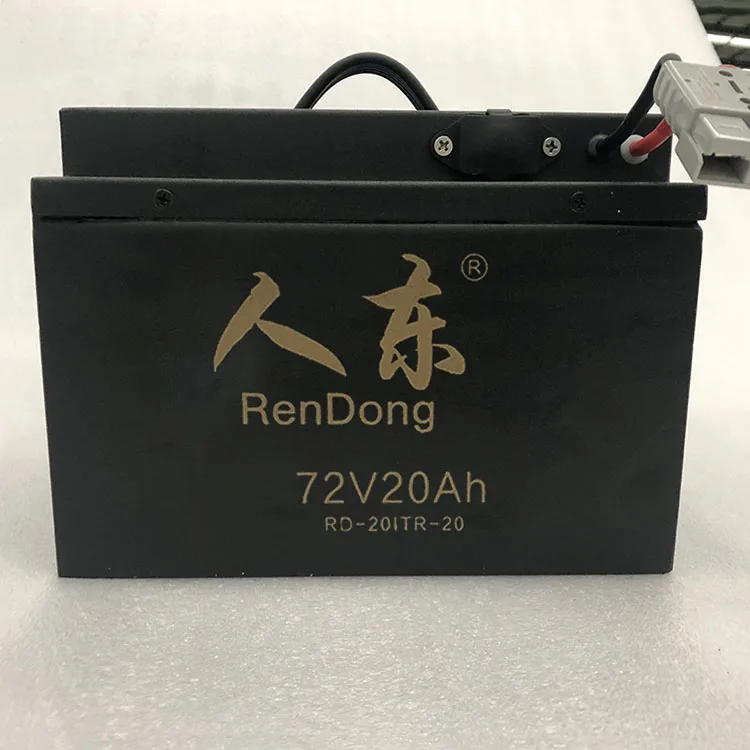 人东®
RenDong
72V20Ah
RD-20ITR-20